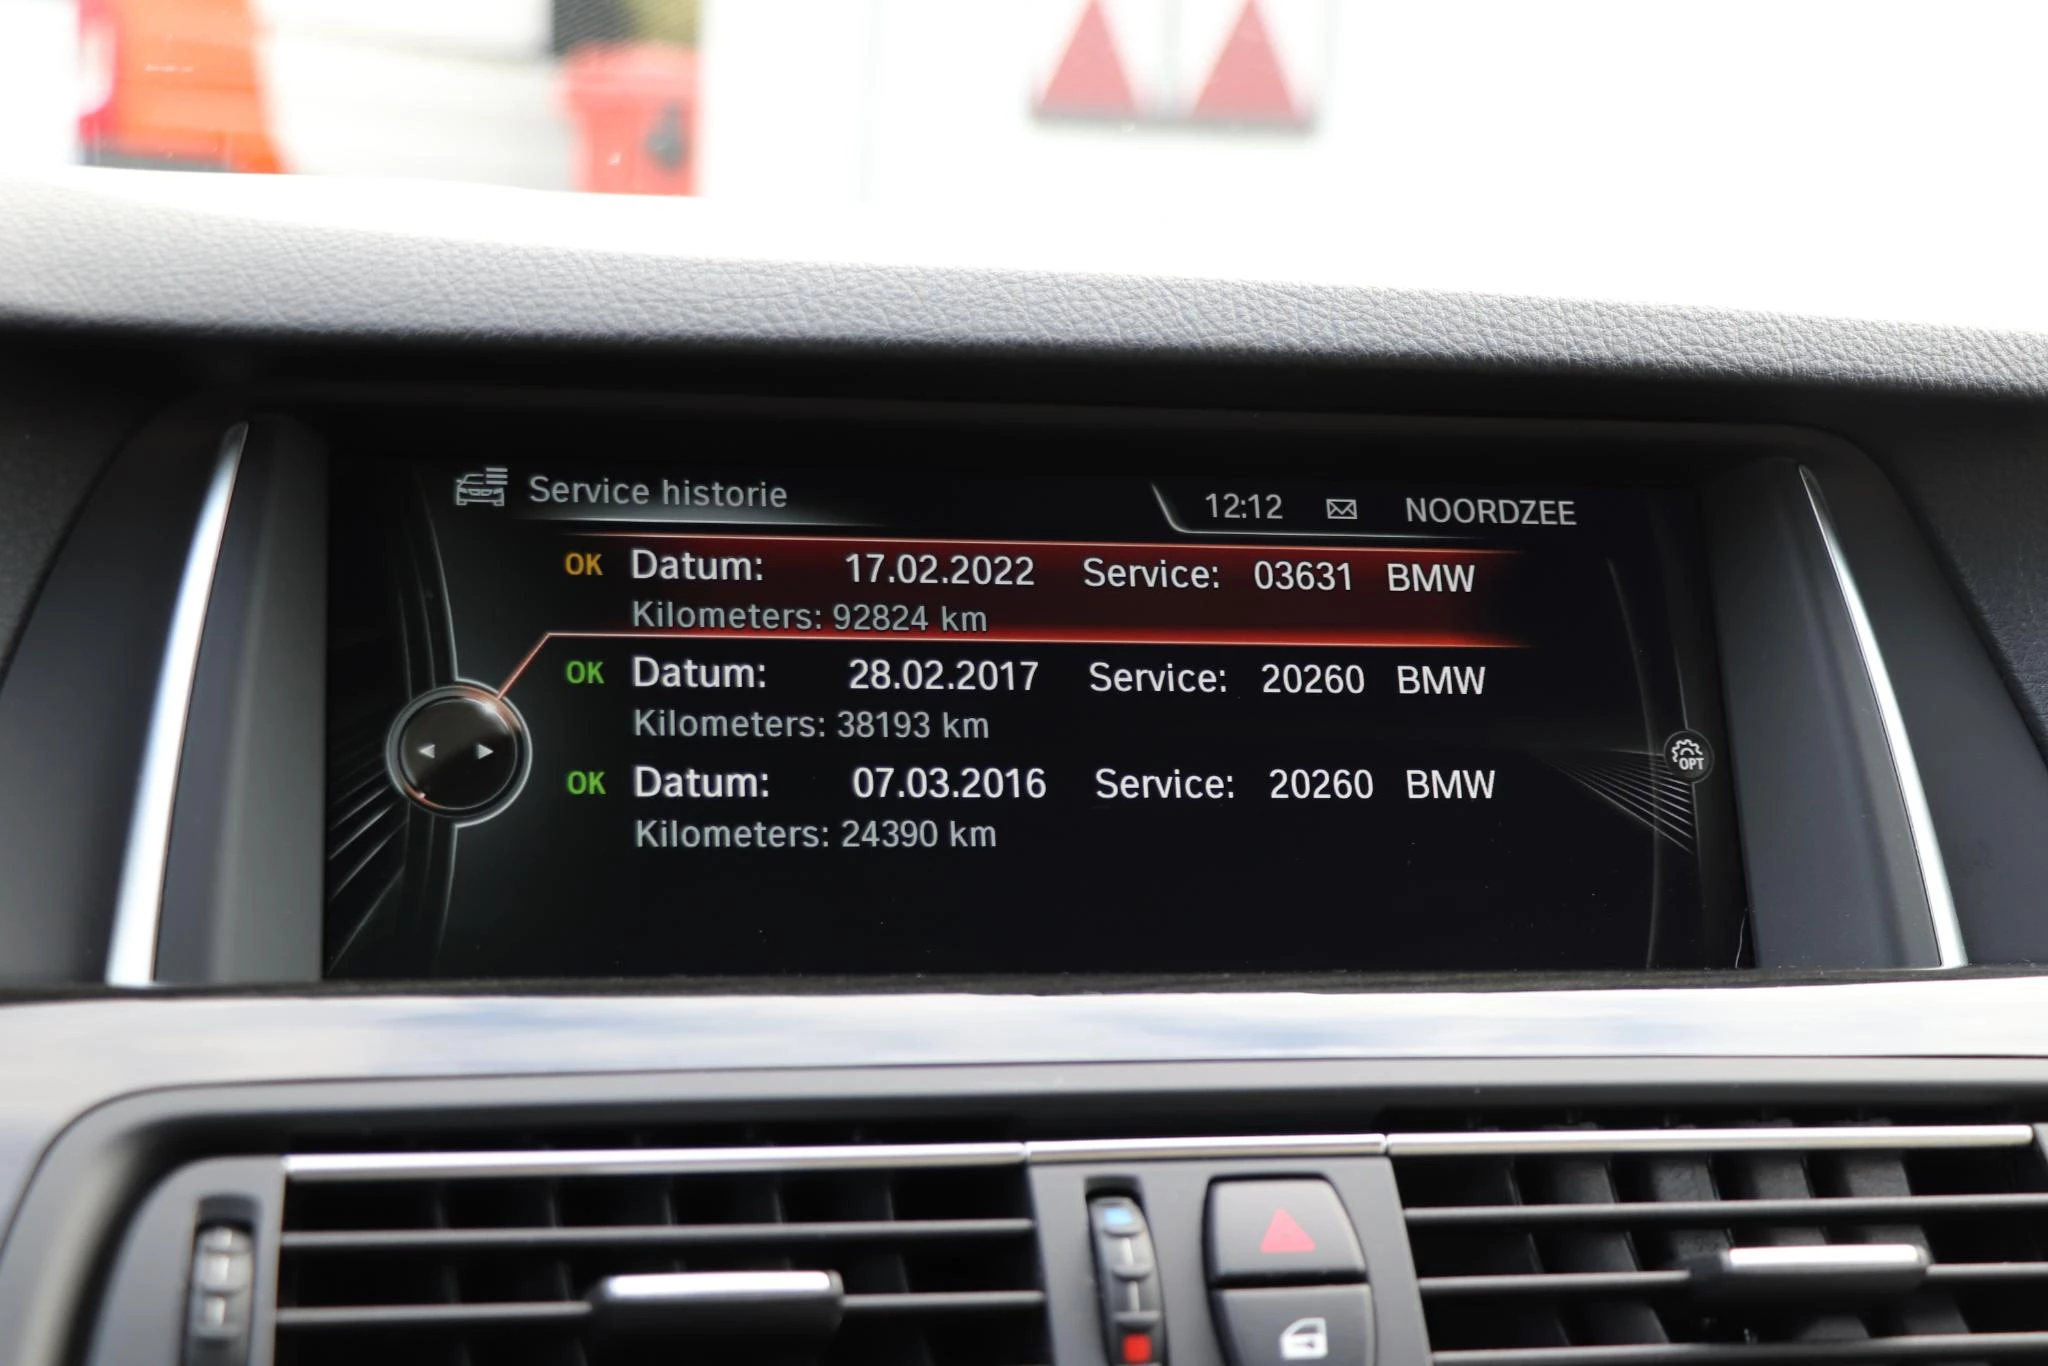 Service historie
12:12 NOORDZEE
OK Datum: 17.02.2022 Service: 03631 BMW
Kilometers: 92824 km
OK Datum: 28.02.2017 Service: 20260 BMW
Kilometers: 38193 km
OK Datum: 07.03.2016 Service: 20260 BMW
Kilometers: 24390 km
OPT